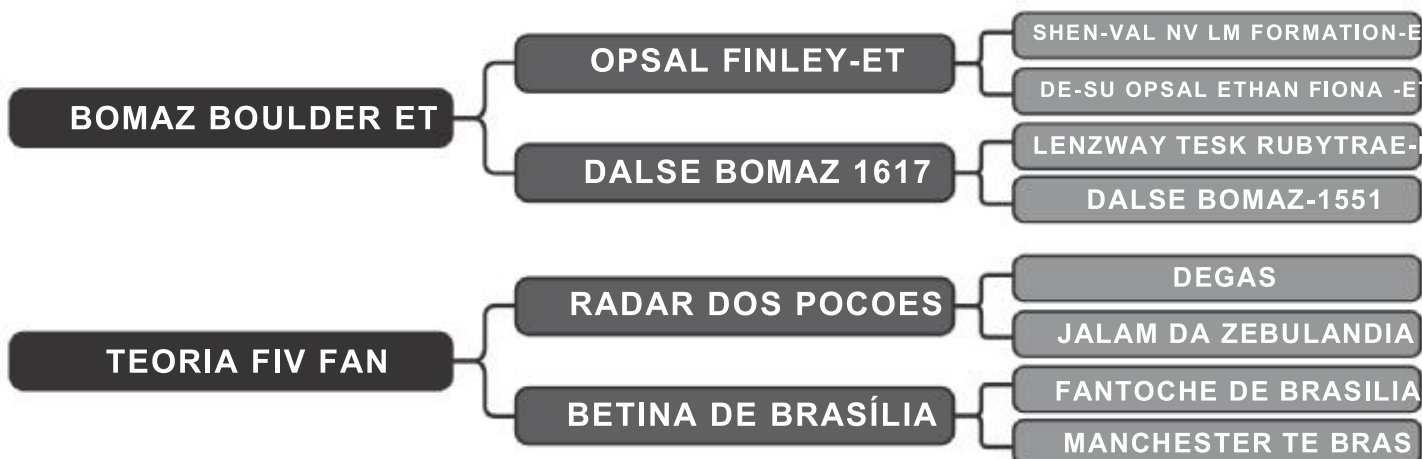 BOMAZ BOULDER ET
OPSAL FINLEY-ET
SHEN-VAL NV LM FORMATION-E
DE-SU OPSAL ETHAN FIONA -ET
DALSE BOMAZ 1617
LENZWAY TESK RUBYTRAE-
DALSE BOMAZ-1551
TEORIA FIV FAN
RADAR DOS POCOES
DEGAS
JALAM DA ZEBULANDIA
BETINA DE BRASÍLIA
FANTOCHE DE BRASILIA
MANCHESTER TE BRAS